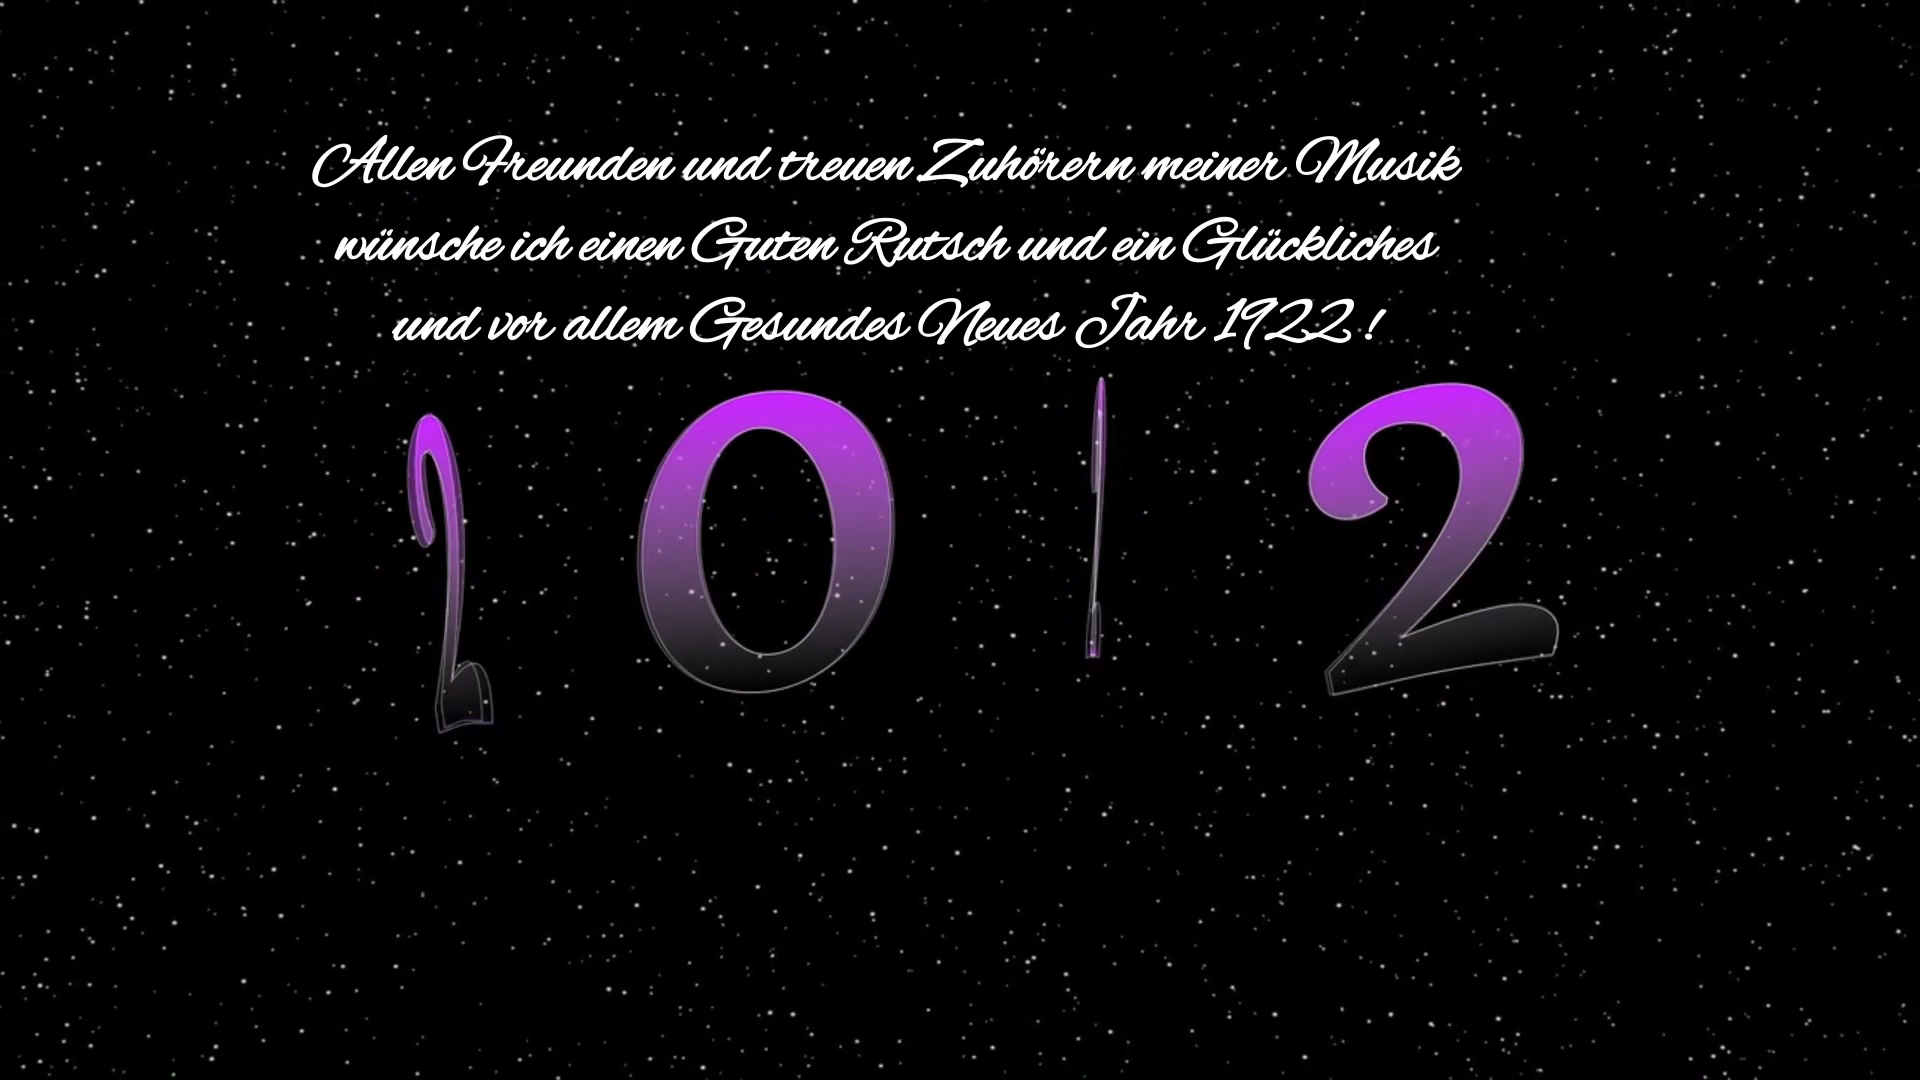 Allen Freunden und treuen Zuhörern meiner Musik
wünsche ich einen Guten Rutsch und ein Glückliches
und vor allem Gesundes Neues Jahr 1922 !
2 0 2